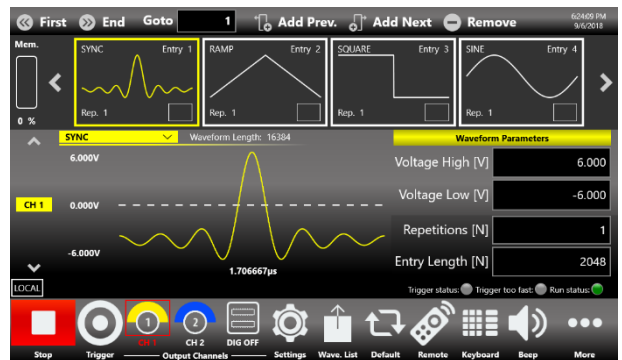 First End Goto 1 Add Prev. Add Next Remove 6:24:09 PM
9/6/2018
Mem.
SYNC Entry 1 RAMP Entry 2 SQUARE Entry 3 SINE Entry 4
Rep. 1 Rep. 1 Rep. 1 Rep. 1
0 %
SYNC Waveform Length: 16384 Waveform Parameters
6.000V
Voltage High [V] 6.000
Voltage Low [V] -6.000
CH 1 0.000V
Repetitions [N] 1
-6.000V
Entry Length [N] 2048
1.706667µs
LOCAL Trigger status: Trigger too fast: Run status:
1 2
CH 1 CH 2 DIG OFF
Stop Trigger Output Channels Settings Wave. List Default Remote Keyboard Beep More